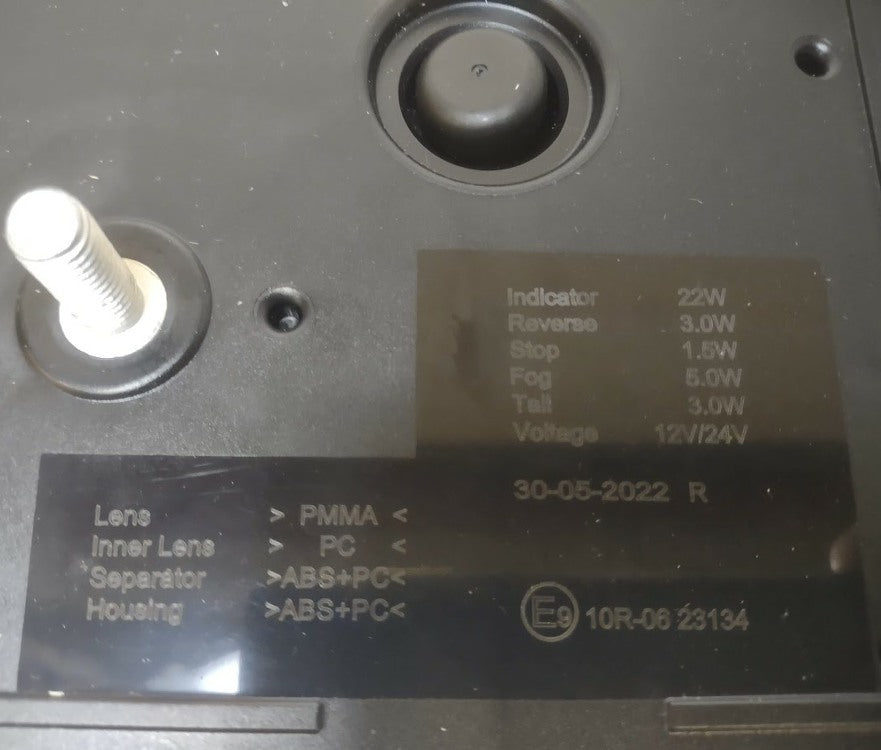 Indicator 22W
Reverse 3.0W
Stop 1.5W
Fog 5.0W
Tail 3.0W
Voltage 12V/24V
30-05-2022 R
Lens > PMMA <
Inner Lens > PC <
Separator >ABS+PC<
Housing >ABS+PC<
E9 10R-06 23134